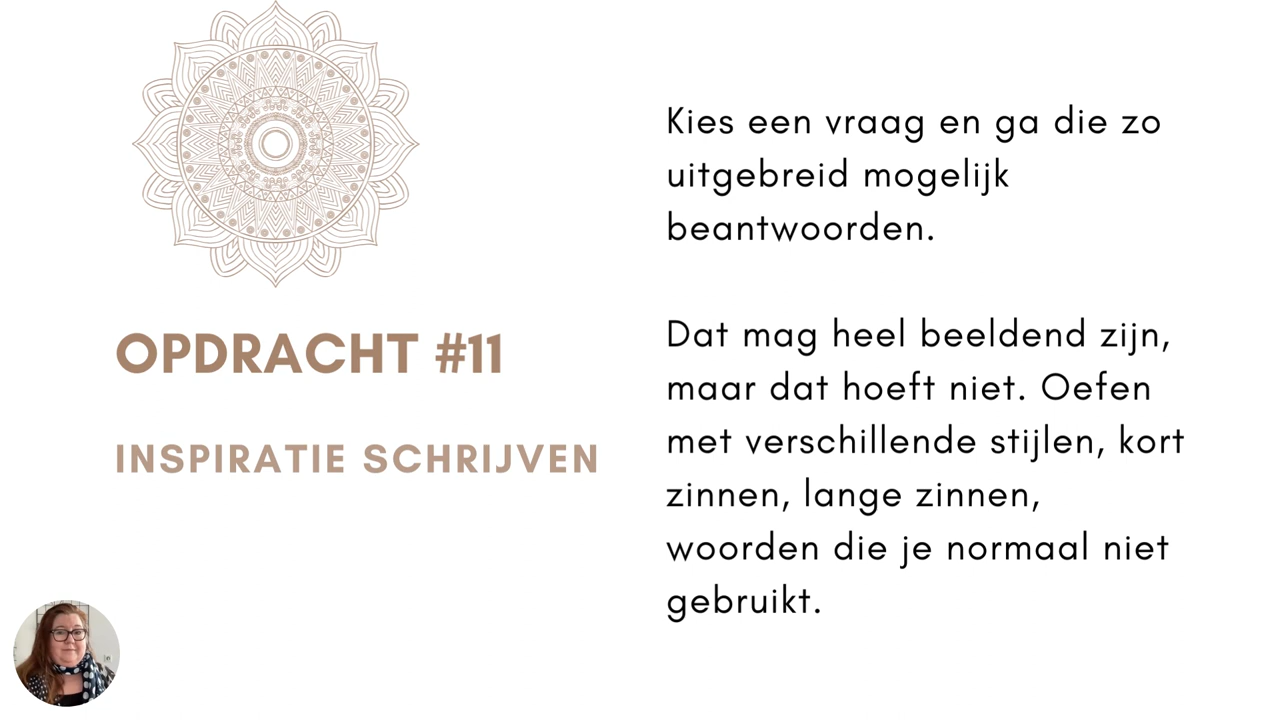 OPDRACHT #11
INSPIRATIE SCHRIJVEN
Kies een vraag en ga die zo
uitgebreid mogelijk
beantwoorden.
Dat mag heel beeldend zijn,
maar dat hoeft niet. Oefen
met verschillende stijlen, kort
zinnen, lange zinnen,
woorden die je normaal niet
gebruikt.